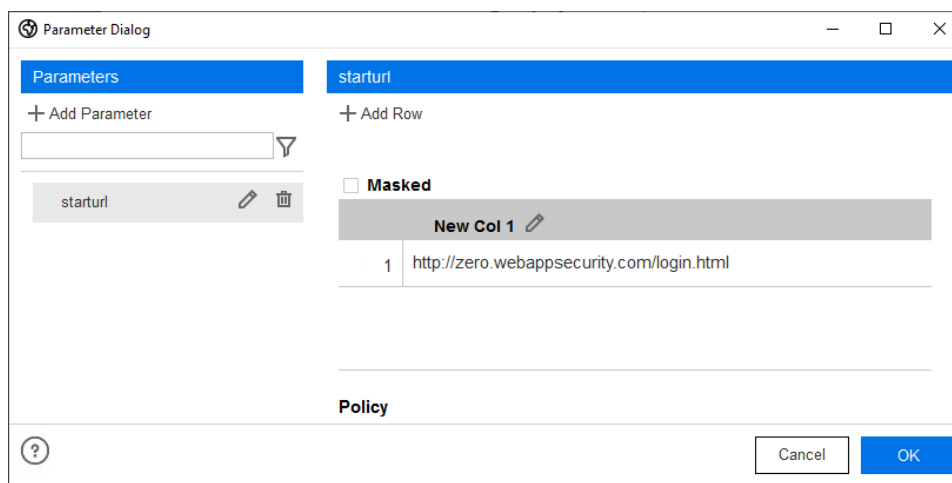 Parameter Dialog
Parameters
+ Add Parameter
starturl
starturl
+ Add Row
Masked
New Col 1
1 http://zero.webappsecurity.com/login.html
Policy
?
Cancel
OK